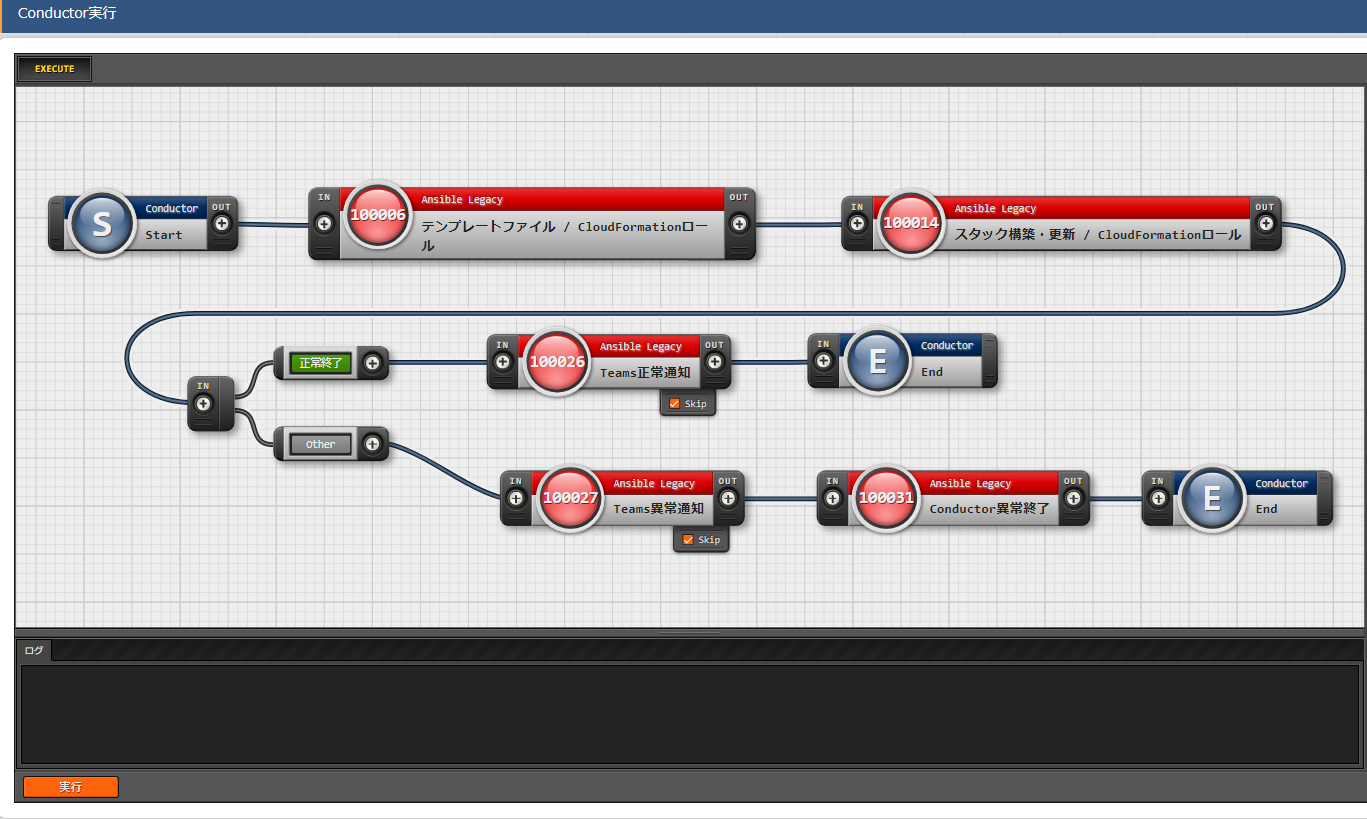 Conductor実行
EXECUTE
S
Conductor
Start
OUT
IN
100006
Ansible Legacy
テンプレートファイル / CloudFormationロー
ル
OUT
IN
100014
Ansible Legacy
スタック構築・更新 / CloudFormationロール
OUT
IN
正常終了
Other
IN
100026
Ansible Legacy
Teams正常通知
OUT
Skip
IN
E
Conductor
End
IN
100027
Ansible Legacy
Teams異常通知
OUT
Skip
IN
100031
Ansible Legacy
Conductor異常終了
OUT
IN
E
Conductor
End
ログ
実行